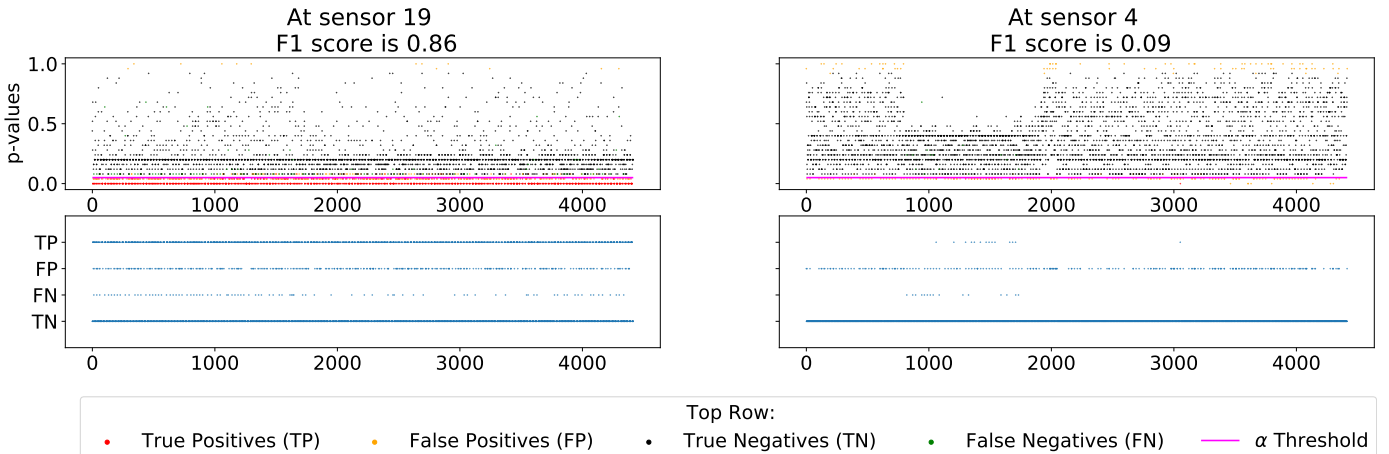 At sensor 19
F1 score is 0.86
At sensor 4
F1 score is 0.09
p-values
1.0
0.5
0.0
0 1000 2000 3000 4000
0 1000 2000 3000 4000
TP
FP
FN
TN
0 1000 2000 3000 4000
0 1000 2000 3000 4000
Top Row:
True Positives (TP) False Positives (FP) True Negatives (TN) False Negatives (FN) α Threshold